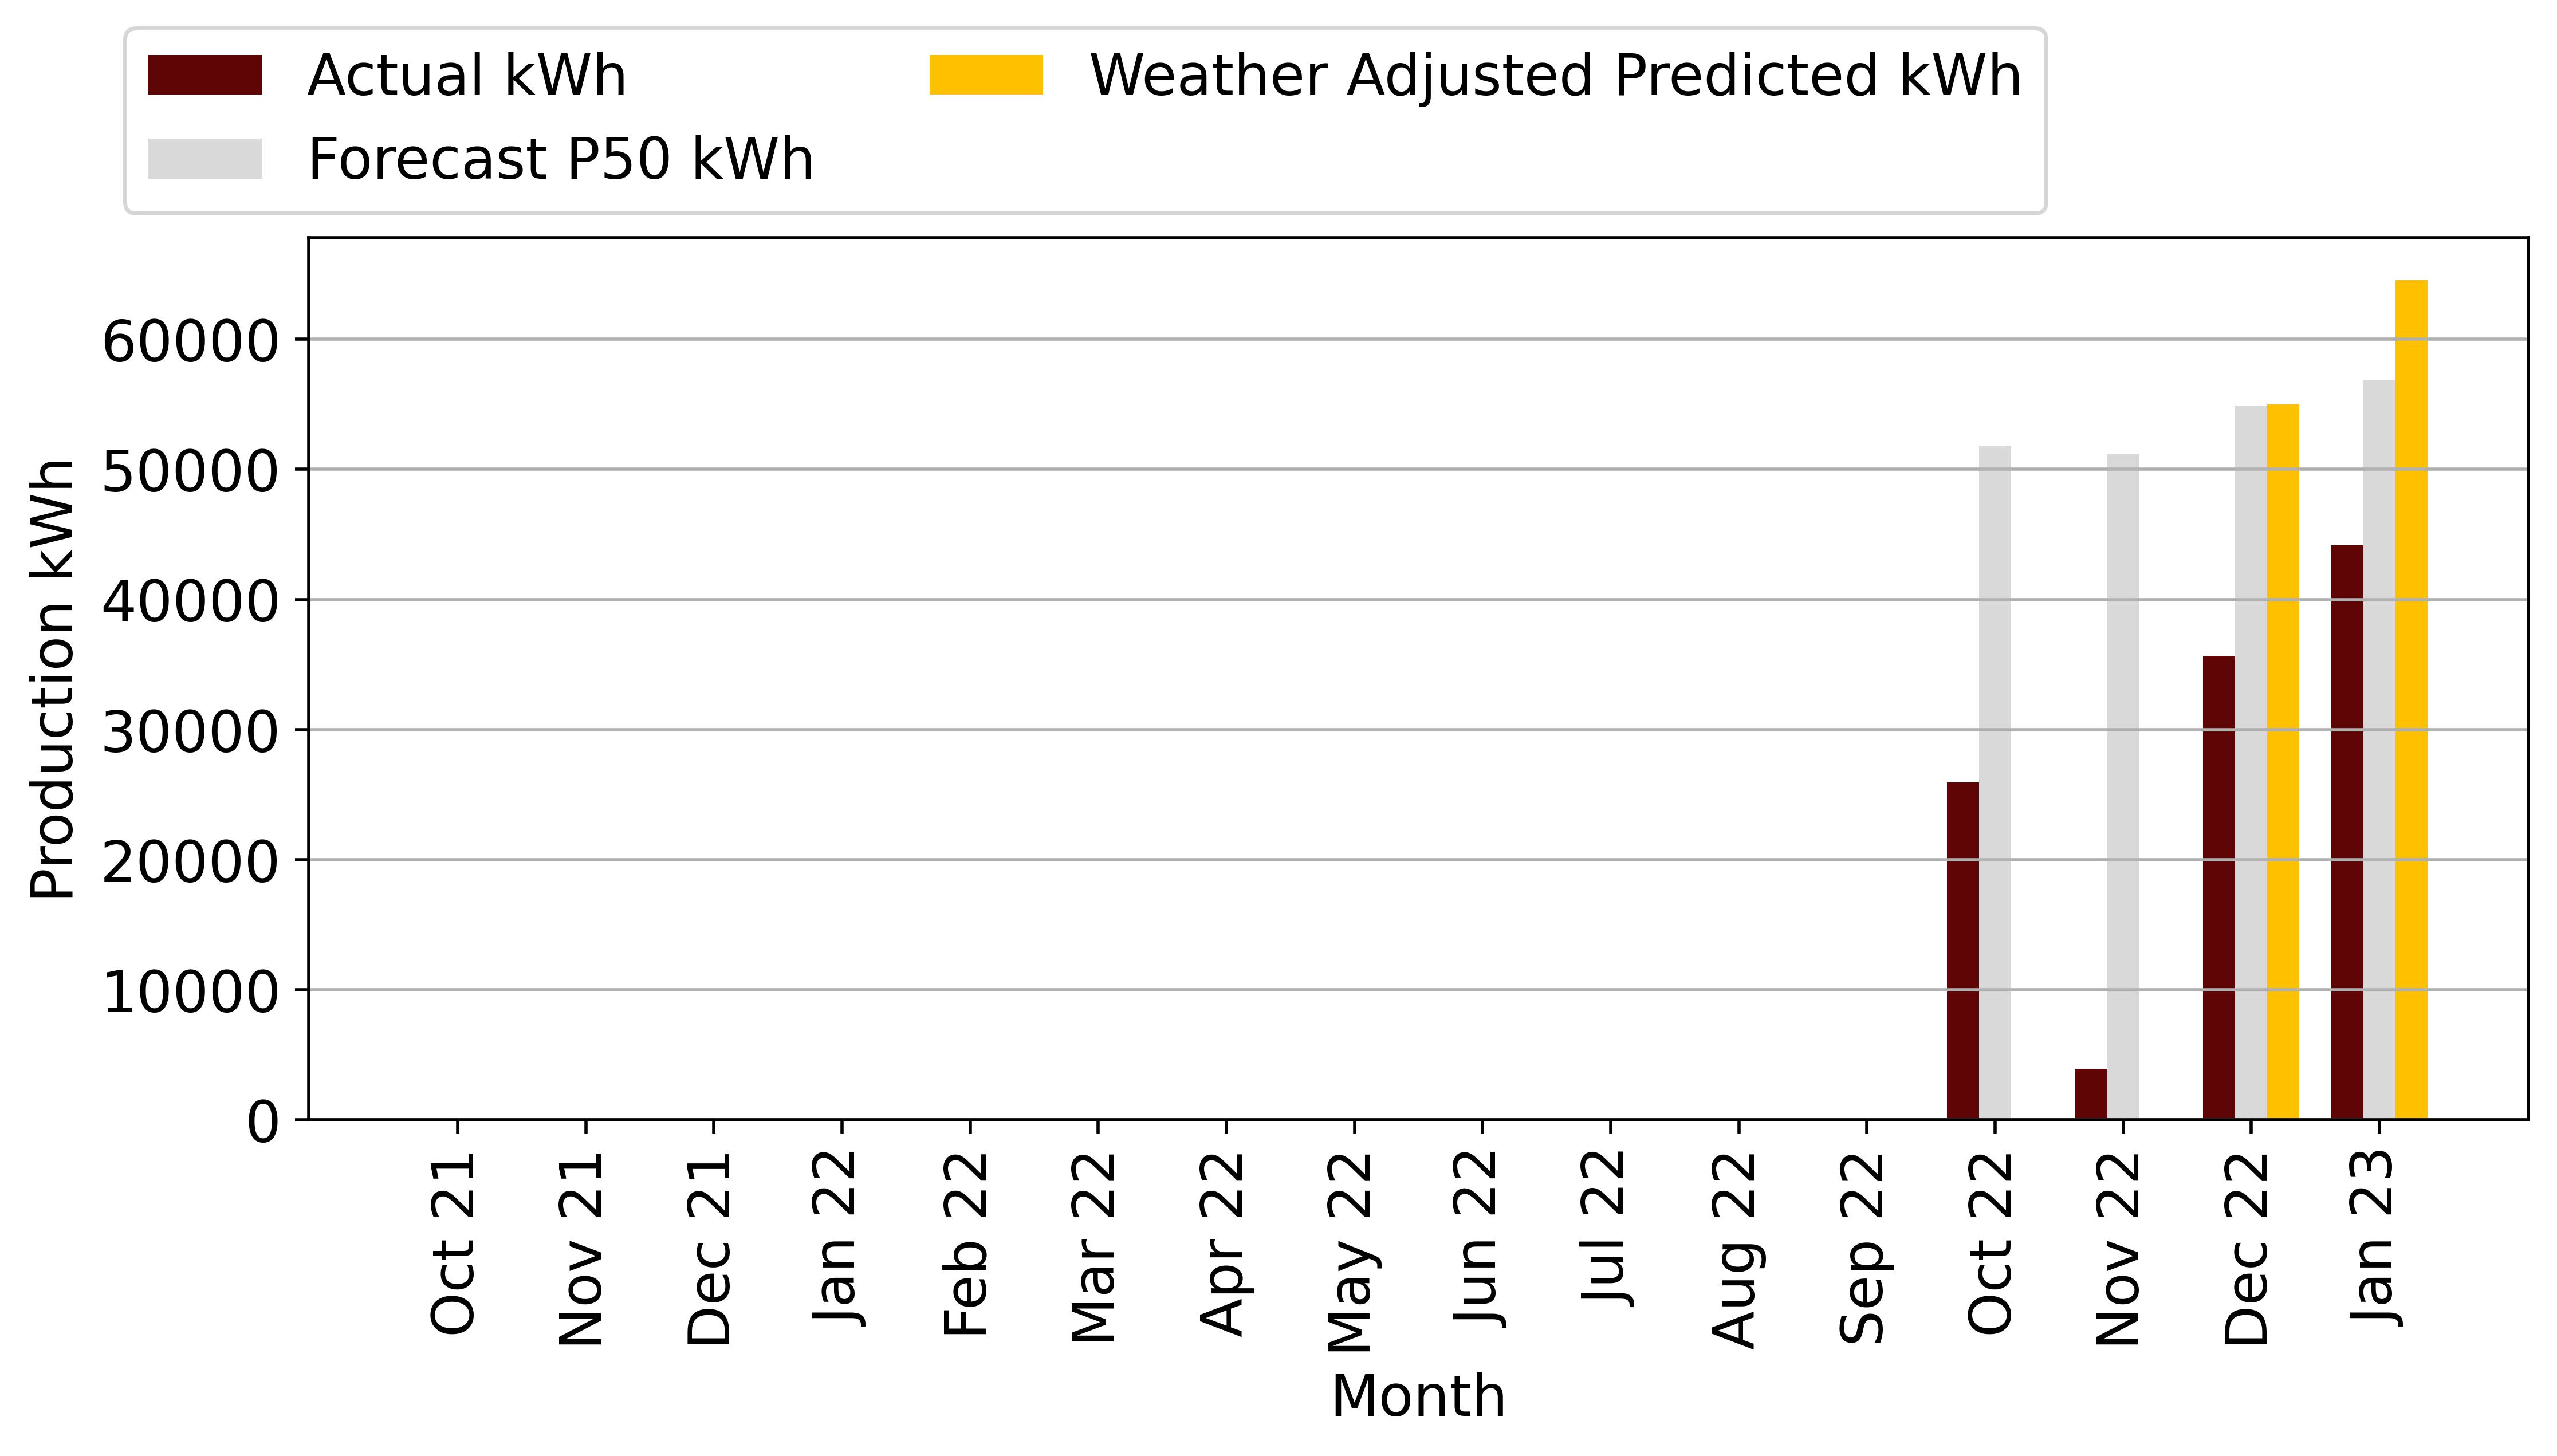 Actual kWh
Forecast P50 kWh
Weather Adjusted Predicted kWh
Production kWh
60000
50000
40000
30000
20000
10000
0
Oct 21
Nov 21
Dec 21
Jan 22
Feb 22
Mar 22
Apr 22
May 22
Jun 22
Jul 22
Aug 22
Sep 22
Oct 22
Nov 22
Dec 22
Jan 23
Month